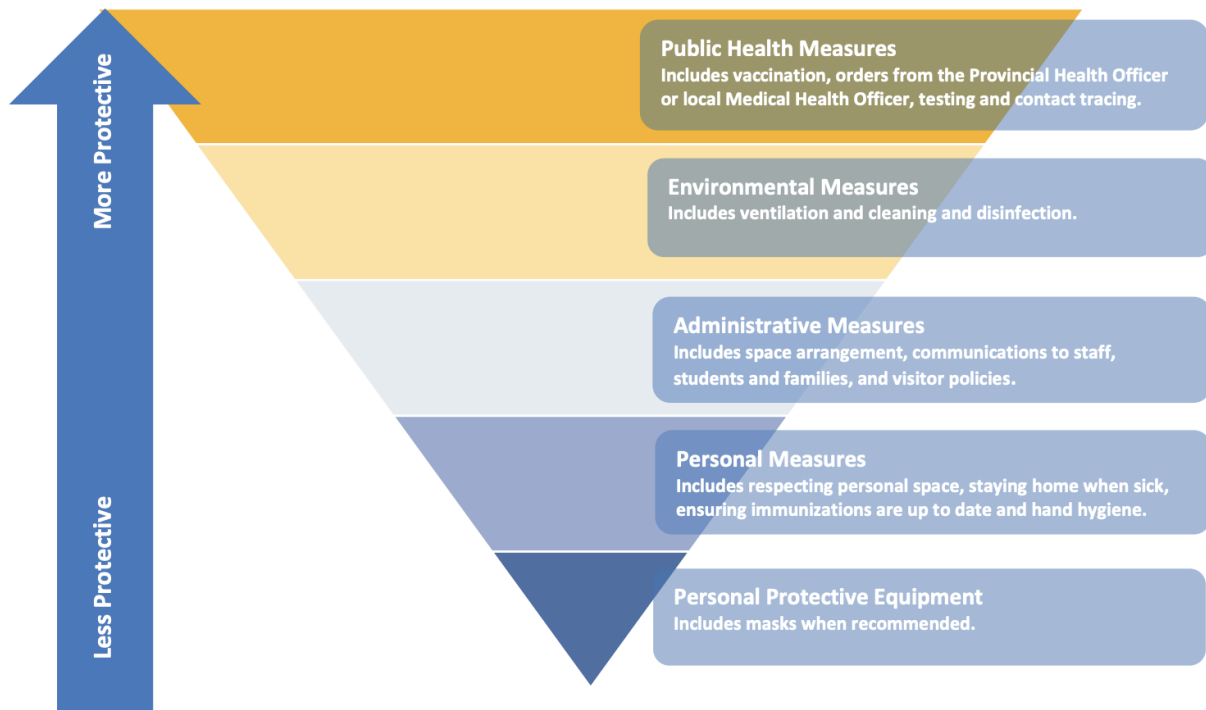 More Protective
Less Protective
Public Health Measures
Includes vaccination, orders from the Provincial Health Officer
or local Medical Health Officer, testing and contact tracing.
Environmental Measures
Includes ventilation and cleaning and disinfection.
Administrative Measures
Includes space arrangement, communications to staff,
students and families, and visitor policies.
Personal Measures
Includes respecting personal space, staying home when sick,
ensuring immunizations are up to date and hand hygiene.
Personal Protective Equipment
Includes masks when recommended.